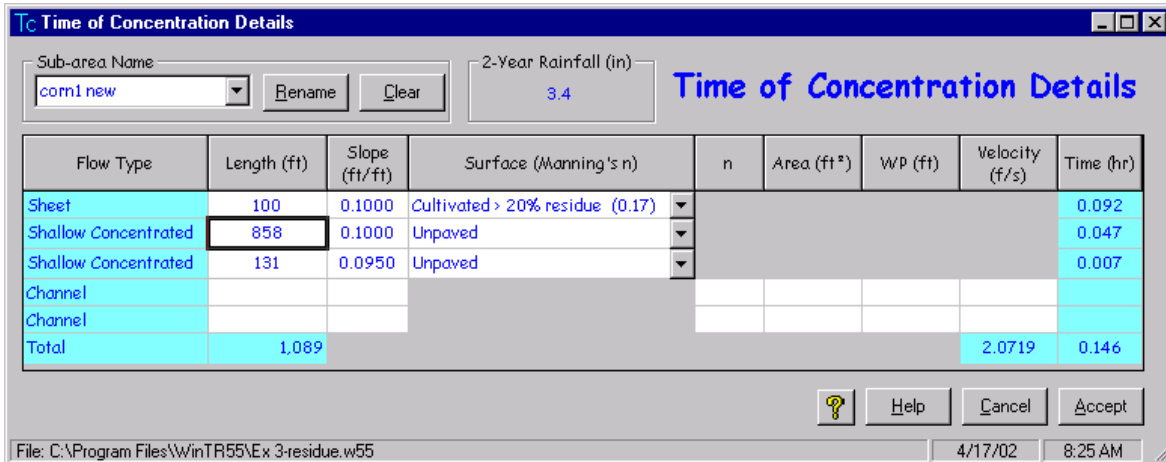 Tc Time of Concentration Details
Sub-area Name
corn1 new
Rename
Clear
2-Year Rainfall (in)
3.4
Time of Concentration Details
Flow Type Length (ft) Slope (ft/ft) Surface (Manning's n) n Area (ft²) WP (ft) Velocity (f/s) Time (hr)
Sheet 100 0.1000 Cultivated > 20% residue (0.17) 0.092
Shallow Concentrated 858 0.1000 Unpaved 0.047
Shallow Concentrated 131 0.0950 Unpaved 0.007
Channel
Channel
Total 1,089 2.0719 0.146
? Help Cancel Accept
File: C:\Program Files\WinTR55\Ex 3-residue.w55 4/17/02 8:25 AM